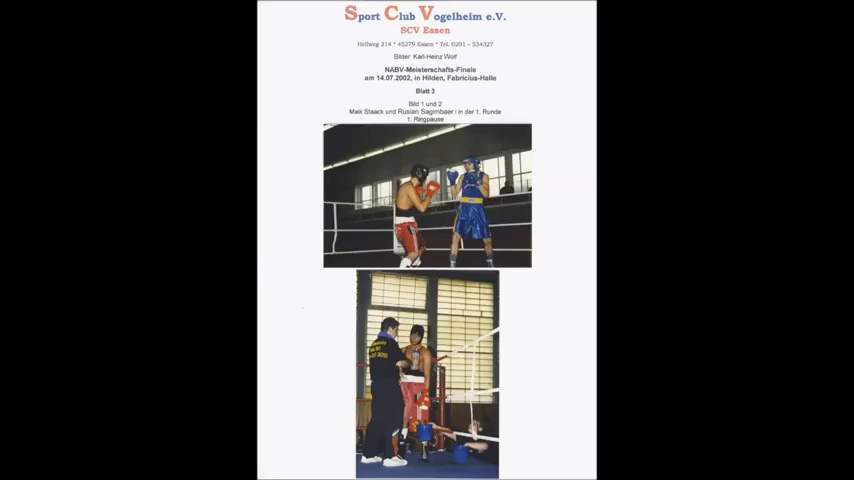 Sport Club Vogelheim e.V.
SCV Essen
Hellweg 214 * 45279 Essen * Tel. 0201 – 534327
Bilder: Karl-Heinz Wolf
NABV-Meisterschafts-Finale
am 14.07.2002, in Hilden, Fabricius-Halle
Blatt 3
Bild 1 und 2
Maik Staack und Ruslan Sagimbaer i in der 1. Runde
1. Ringpause